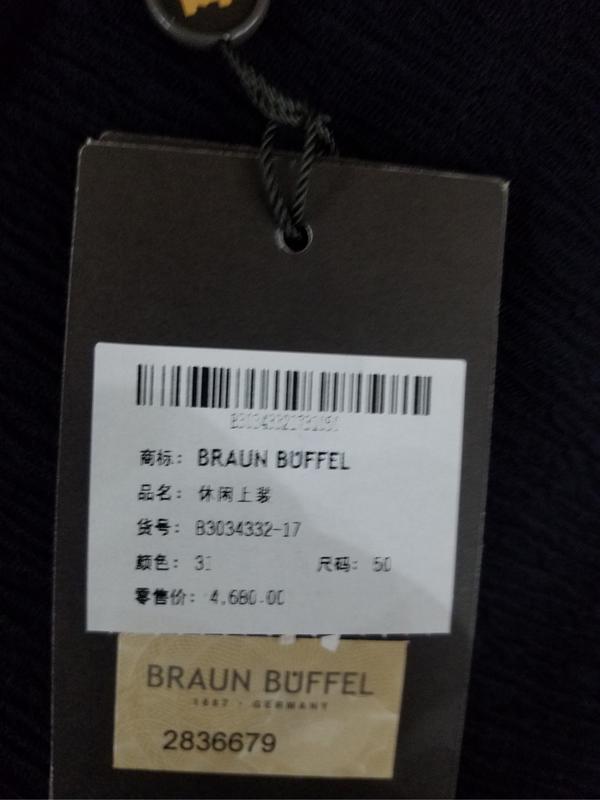 商标: BRAUN BÜFFEL
品名: 休闲上装
货号: B3034332-17
颜色: 尺码: 50
零售价: 4,680.00
BRAUN BÜFFEL
1887 · GERMANY
2836679